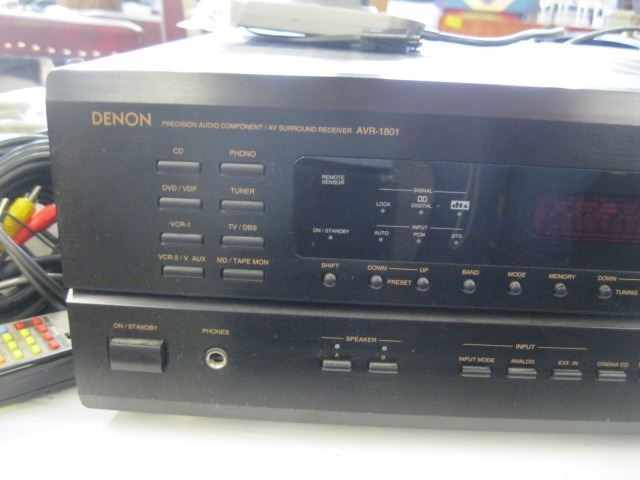 DENON PRECISION AUDIO COMPONENT / AV SURROUND RECEIVER AVR-1801
CD PHONO
DVD / VDP TUNER
VCR-1 TV / DBS
VCR-2 / V. AUX MD / TAPE MON
REMOTE
SENSOR
SIGNAL
LOCK DIGITAL dts
INPUT
ON / STANDBY AUTO PCM DTS
SHIFT DOWN UP BAND MODE MEMORY DOWN
PRESET TUNING
ON / STANDBY PHONES
SPEAKER
A B
INPUT
INPUT MODE ANALOG EXT. IN CINEMA EQ